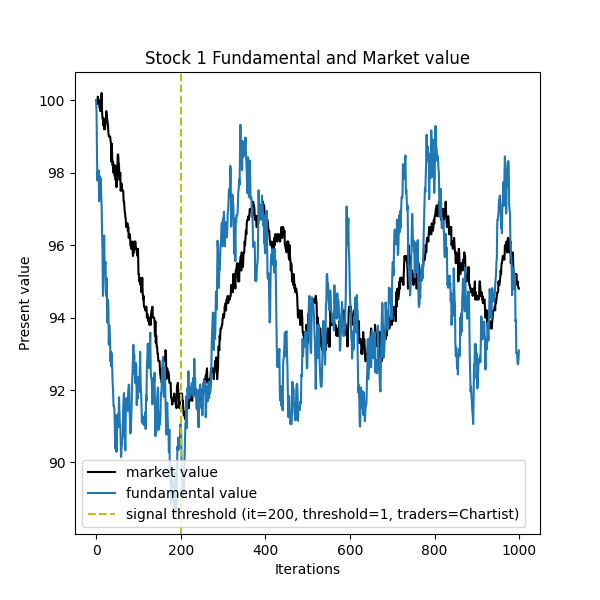 Stock 1 Fundamental and Market value
Present value
100
98
96
94
92
90
market value
fundamental value
signal threshold (it=200, threshold=1, traders=Chartist)
0 200 400 600 800 1000
Iterations